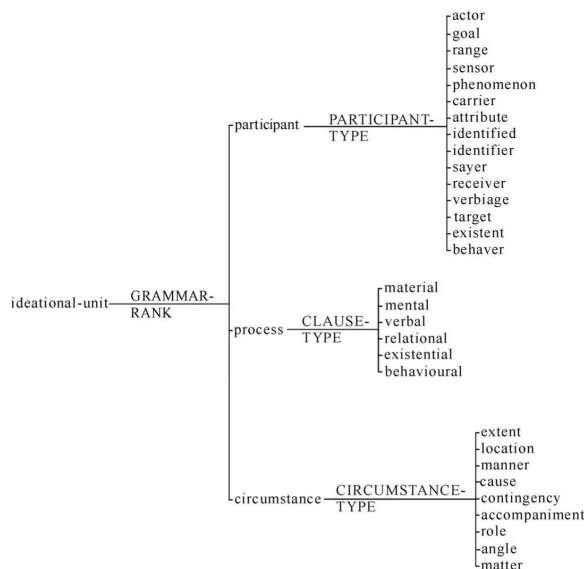 actor
goal
range
sensor
phenomenon
carrier
participant PARTICIPANT- attribute
TYPE identified
identifier
sayer
receiver
verbiage
target
existent
behaver
ideational-unit GRAMMAR-
RANK
material
mental
process CLAUSE- verbal
TYPE relational
existential
behavioural
extent
location
manner
cause
circumstance CIRCUMSTANCE- contingency
TYPE accompaniment
role
angle
matter